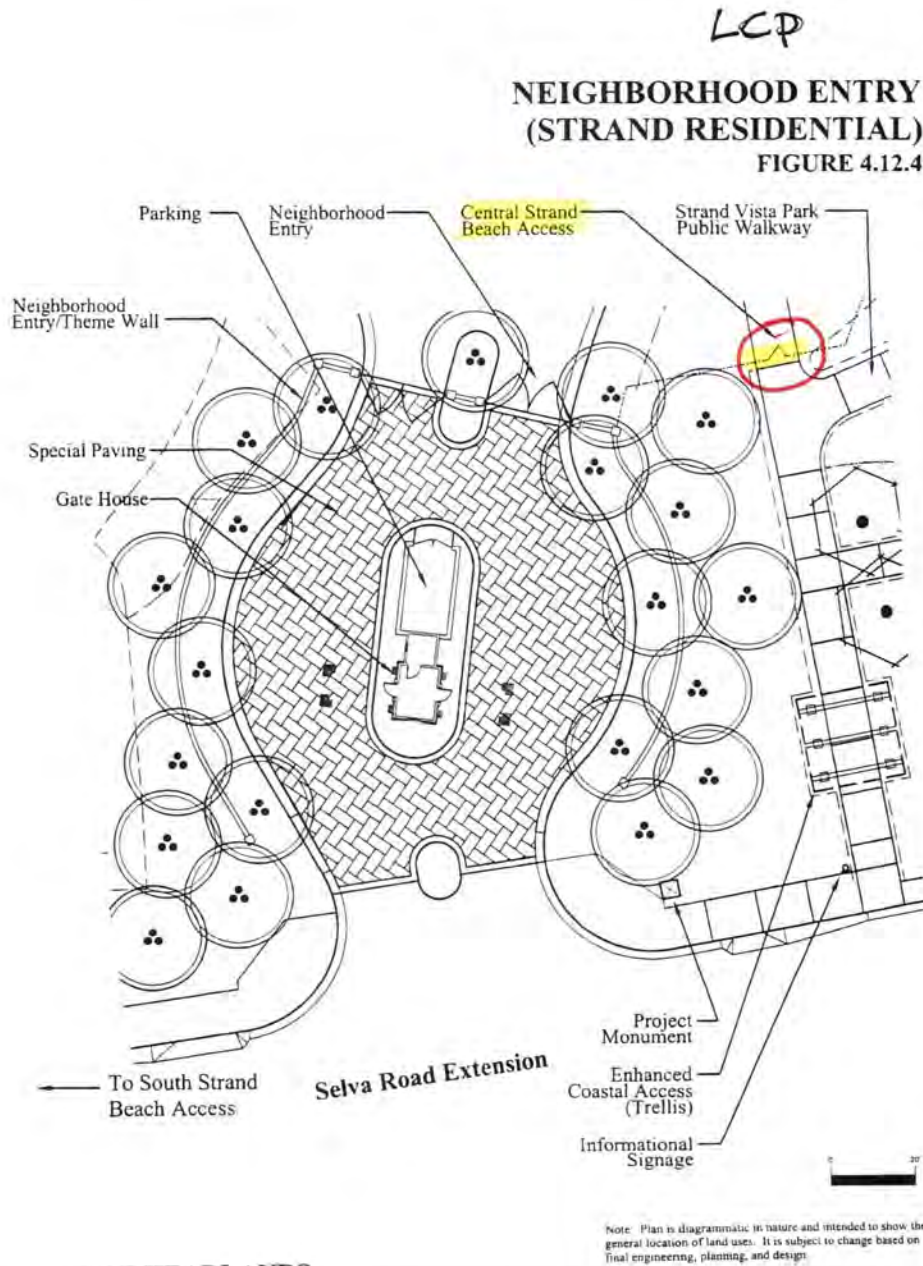 LCP
NEIGHBORHOOD ENTRY
(STRAND RESIDENTIAL)
FIGURE 4.12.4
Parking
Neighborhood
Entry
Central Strand
Beach Access
Strand Vista Park
Public Walkway
Neighborhood
Entry/Theme Wall
Special Paving
Gate House
Project
Monument
Enhanced
Coastal Access
(Trellis)
Informational
Signage
To South Strand
Beach Access
Selva Road Extension
0 20'
Note: Plan is diagrammatic in nature and intended to show the
general location of land uses. It is subject to change based on
final engineering, planning, and design.